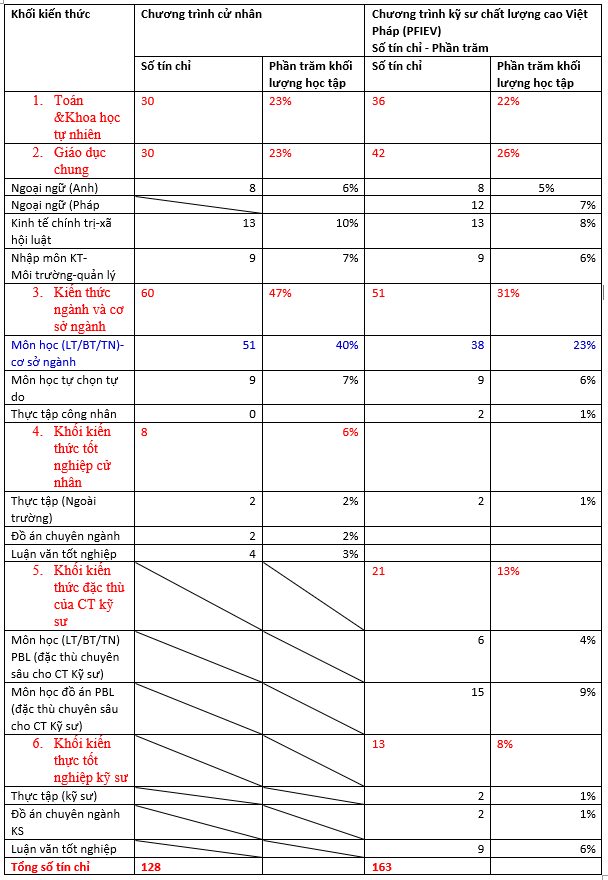 Khối kiến thức Chương trình cử nhân Chương trình kỹ sư chất lượng cao Việt
Pháp (PFIEV)
Số tín chỉ - Phần trăm
Số tín chỉ Phần trăm khối Số tín chỉ Phần trăm khối
lượng học tập lượng học tập
1. Toán 30 23% 36 22%
&Khoa học
tự nhiên
2. Giáo dục 30 23% 42 26%
chung
Ngoại ngữ (Anh) 8 6% 8 5%
Ngoại ngữ (Pháp 12 7%
Kinh tế chính trị-xã 13 10% 13 8%
hội luật
Nhập môn KT- 9 7% 9 6%
Môi trường-quản lý
3. Kiến thức 60 47% 51 31%
ngành và cơ
sở ngành
Môn học (LT/BT/TN)- 51 40% 38 23%
cơ sở ngành
Môn học tự chọn tự 9 7% 9 6%
do
Thực tập công nhân 0 2 1%
4. Khối kiến 8 6%
thức tốt
nghiệp cử
nhân
Thực tập (Ngoài 2 2% 2 1%
trường)
Đồ án chuyên ngành 2 2%
Luận văn tốt nghiệp 4 3%
5. Khối kiến 21 13%
thức đặc thù
của CT kỹ
sư
Môn học (LT/BT/TN) 6 4%
PBL (đặc thù chuyên
sâu cho CT Kỹ sư)
Môn học đồ án PBL 15 9%
(đặc thù chuyên sâu
cho CT Kỹ sư)
6. Khối kiến 13 8%
thực tốt
nghiệp kỹ sư
Thực tập (kỹ sư) 2 1%
Đồ án chuyên ngành 2 1%
KS
Luận văn tốt nghiệp 9 6%
Tổng số tín chỉ 128 163